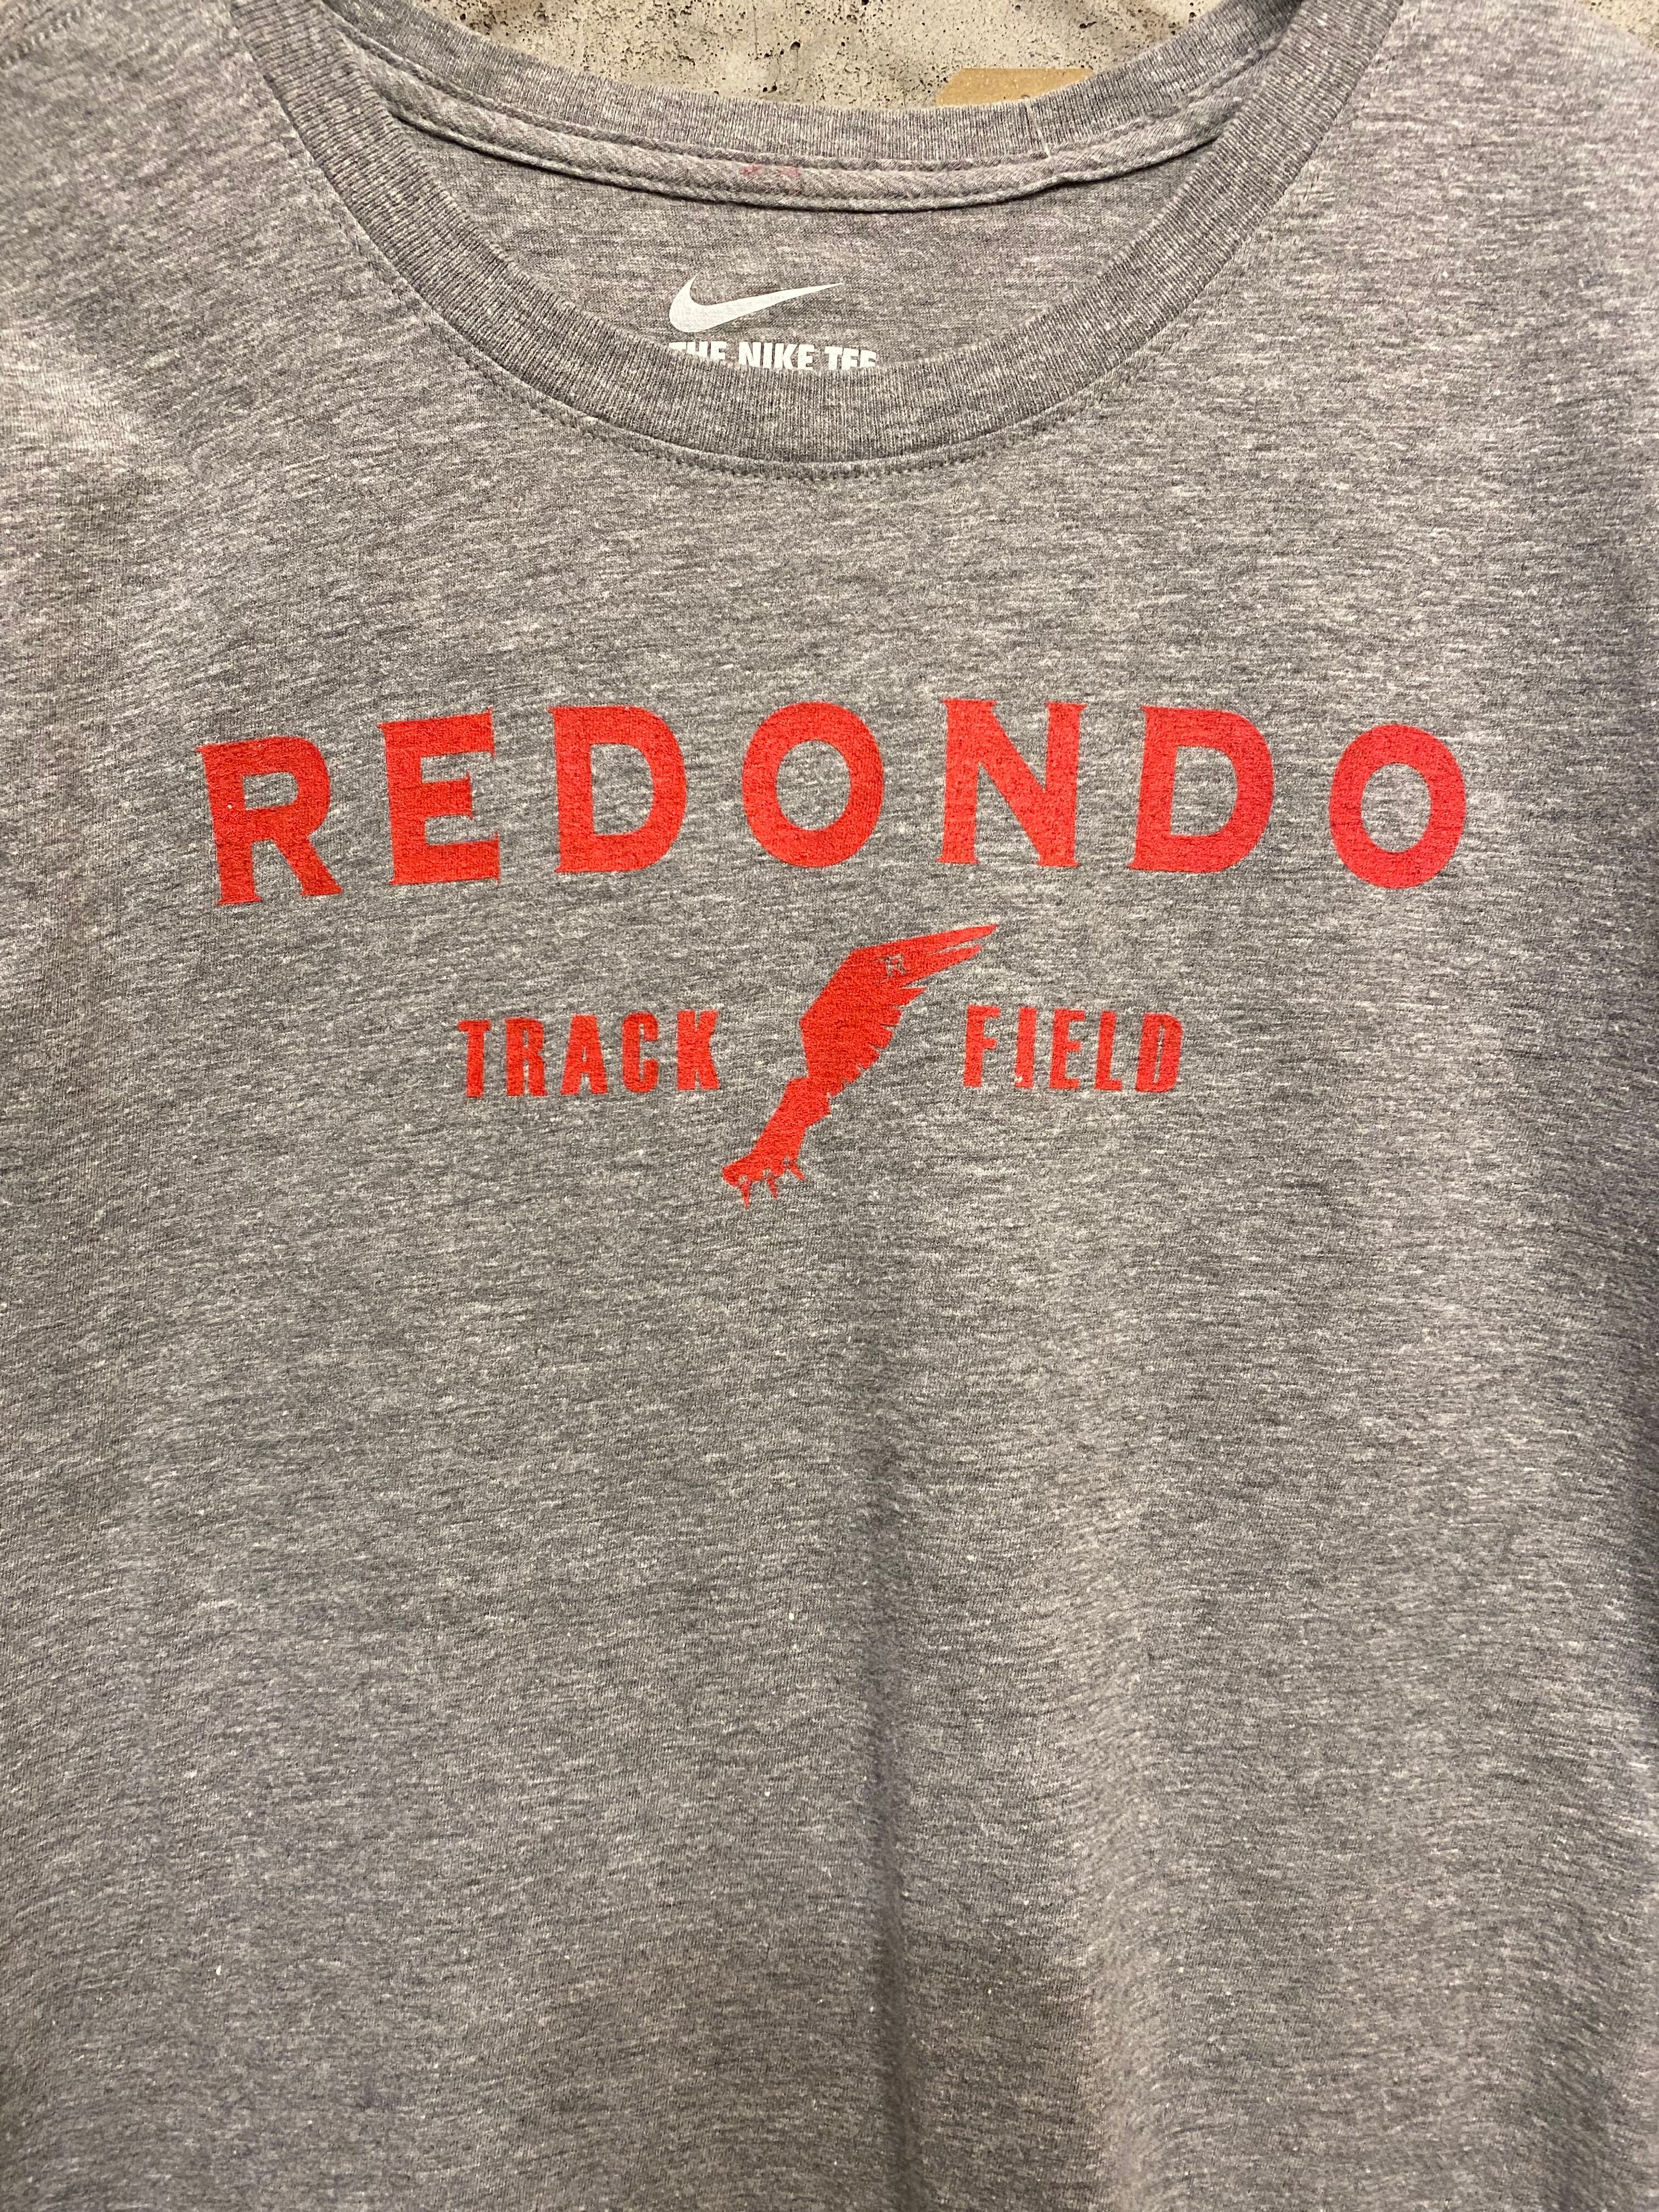 THE NIKE TEE
REDONDO
TRACK FIELD
R